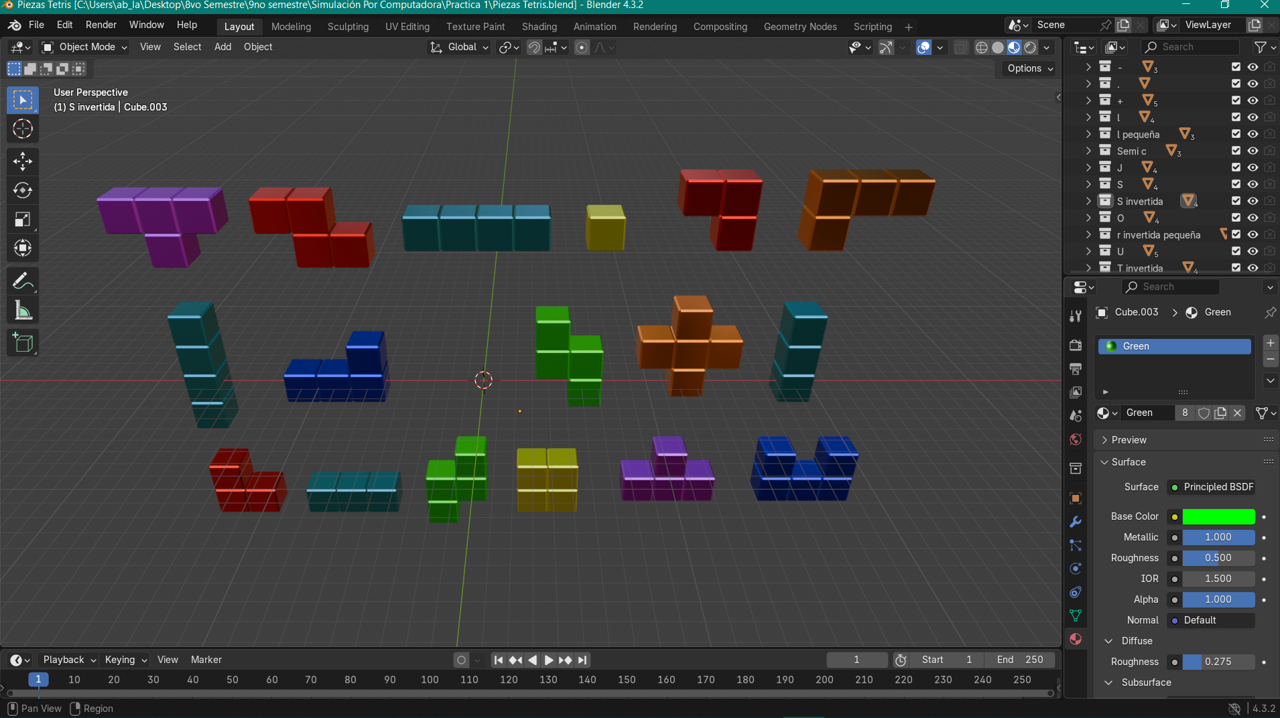 Piezas Tetris [C:\Users\ab_la\Desktop\8vo Semestre\9no semestre\Simulación Por Computadora\Practica 1\Piezas Tetris.blend] - Blender 4.3.2
File Edit Render Window Help Layout Modeling Sculpting UV Editing Texture Paint Shading Animation Rendering Compositing Geometry Nodes Scripting + Scene ViewLayer
Object Mode View Select Add Object Global Search
Options
User Perspective
(1) S invertida | Cube.003
- 3
.
+ 5
l 4
l pequeña 3
Semi c 3
J 4
S 4
S invertida 4
O 4
r invertida pequeña
U 5
T invertida 4
Search
Cube.003 > Green
Green
Green 8
Preview
Surface
Surface Principled BSDF
Base Color
Metallic 1.000
Roughness 0.500
IOR 1.500
Alpha 1.000
Normal Default
Diffuse
Roughness 0.275
Subsurface
Playback Keying View Marker 1 Start 1 End 250
1 10 20 30 40 50 60 70 80 90 100 110 120 130 140 150 160 170 180 190 200 210 220 230 240 250
Pan View Region 4.3.2